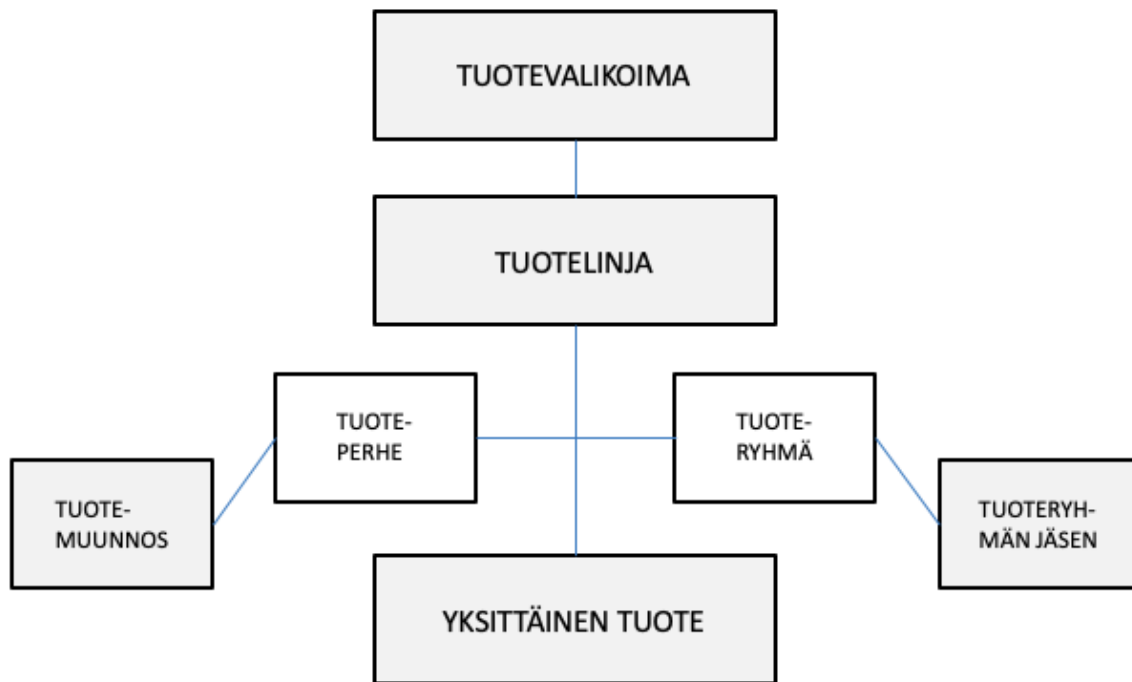 TUOTEVALIKOIMA
TUOTELINJA
TUOTE-
PERHE
TUOTE-
RYHMÄ
TUOTE-
MUUNNOS
TUOTERYH-
MÄN JÄSEN
YKSITTÄINEN TUOTE